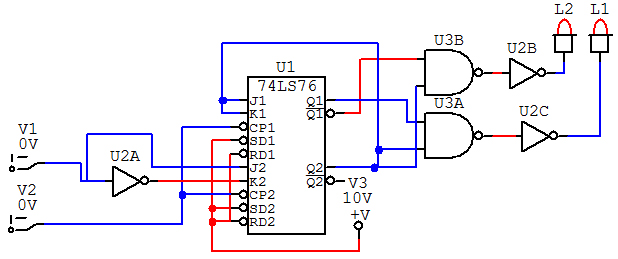 L2 L1
U3B
U2B
U1
74LS76
J1
K1
CP1
SD1
RD1
J2
K2
CP2
SD2
RD2
Q1
Q1
Q2
Q2
U3A
U2C
V1
0V
U2A
V2
0V
V3
10V
+V